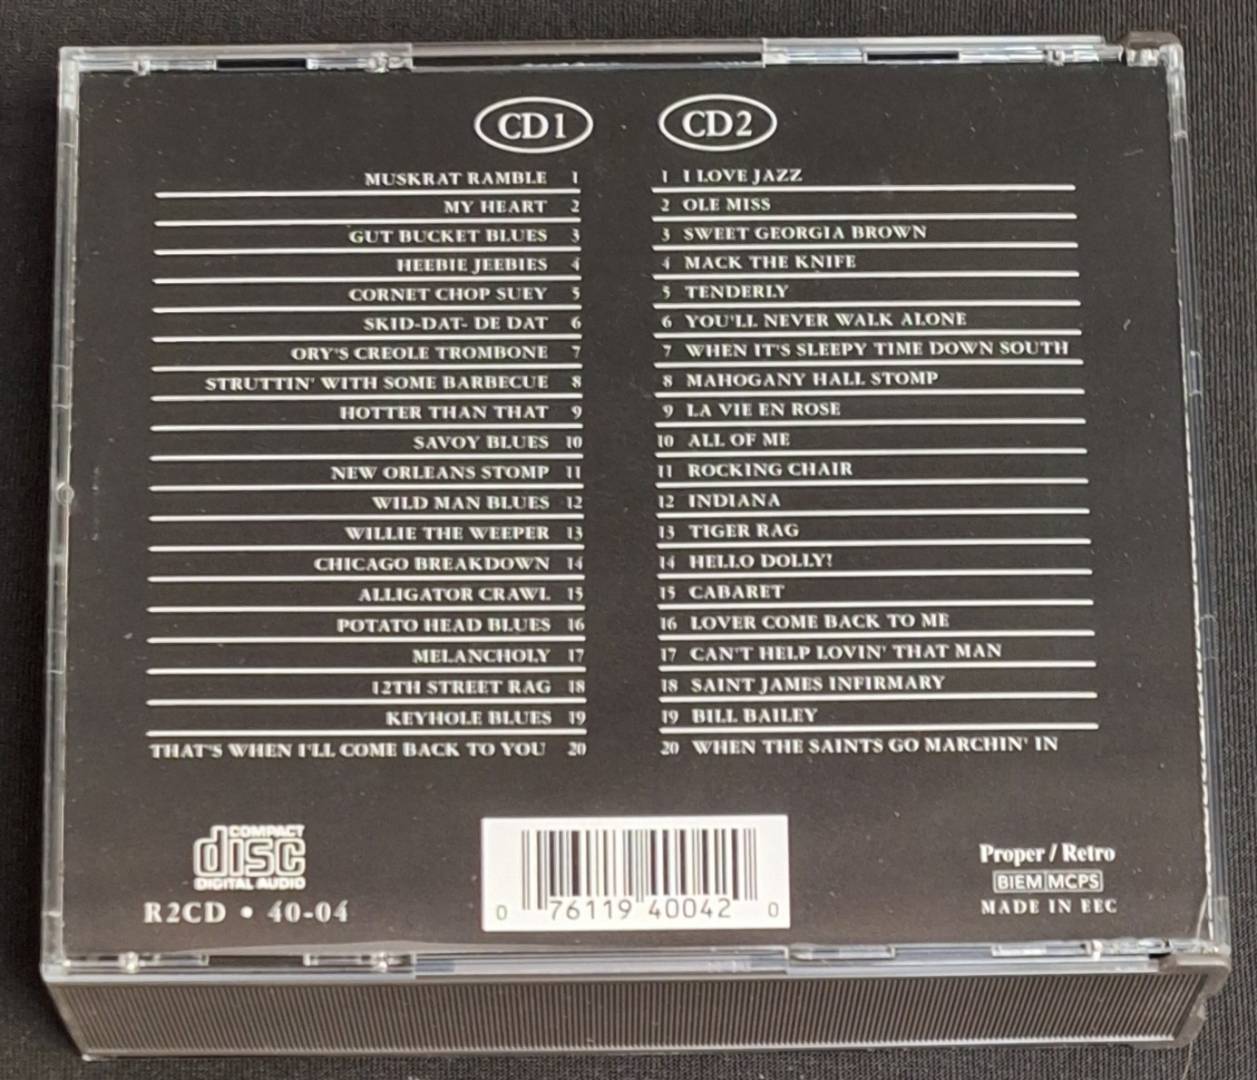 CD1
MUSKRAT RAMBLE 1
MY HEART 2
GUT BUCKET BLUES 3
HEEBIE JEEBIES 4
CORNET CHOP SUEY 5
SKID-DAT- DE DAT 6
ORY'S CREOLE TROMBONE 7
STRUTTIN' WITH SOME BARBECUE 8
HOTTER THAN THAT 9
SAVOY BLUES 10
NEW ORLEANS STOMP 11
WILD MAN BLUES 12
WILLIE THE WEEPER 13
CHICAGO BREAKDOWN 14
ALLIGATOR CRAWL 15
POTATO HEAD BLUES 16
MELANCHOLY 17
12TH STREET RAG 18
KEYHOLE BLUES 19
THAT'S WHEN I'LL COME BACK TO YOU 20
CD2
1 I LOVE JAZZ
2 OLE MISS
3 SWEET GEORGIA BROWN
4 MACK THE KNIFE
5 TENDERLY
6 YOU'LL NEVER WALK ALONE
7 WHEN IT'S SLEEPY TIME DOWN SOUTH
8 MAHOGANY HALL STOMP
9 LA VIE EN ROSE
10 ALL OF ME
11 ROCKING CHAIR
12 INDIANA
13 TIGER RAG
14 HELLO DOLLY!
15 CABARET
16 LOVER COME BACK TO ME
17 CAN'T HELP LOVIN' THAT MAN
18 SAINT JAMES INFIRMARY
19 BILL BAILEY
20 WHEN THE SAINTS GO MARCHIN' IN
COMPACT
disc
DIGITAL AUDIO
R2CD • 40-04
0 76119 40042 0
Proper / Retro
BIEM MCPS
MADE IN EEC